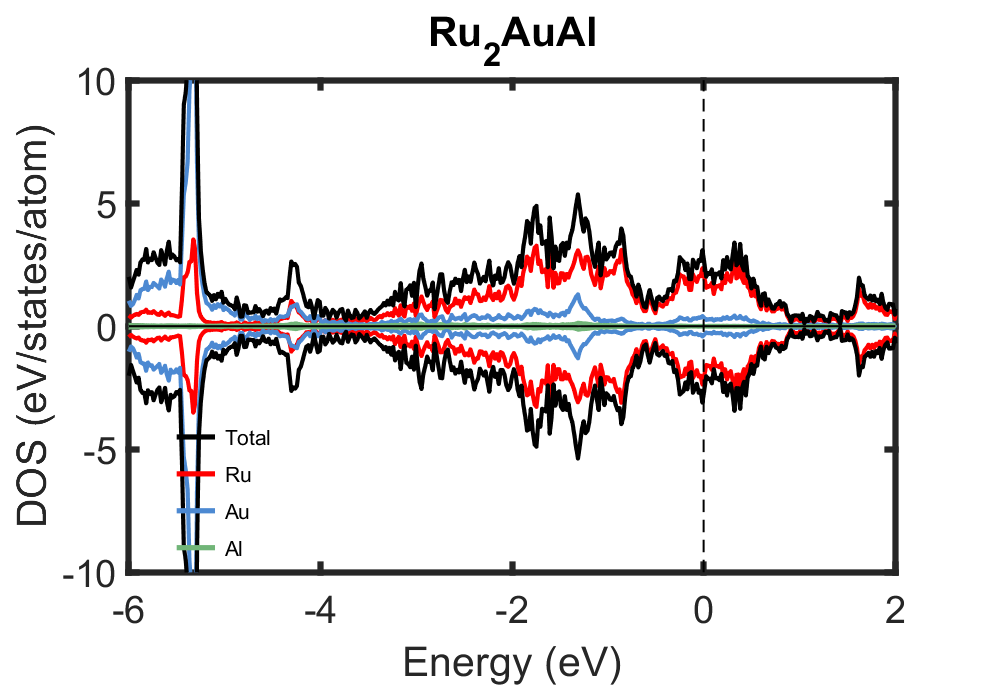 Ru2AuAl
DOS (eV/states/atom)
10
5
0
-5
-10
Total
Ru
Au
Al
-6 -4 -2 0 2
Energy (eV)